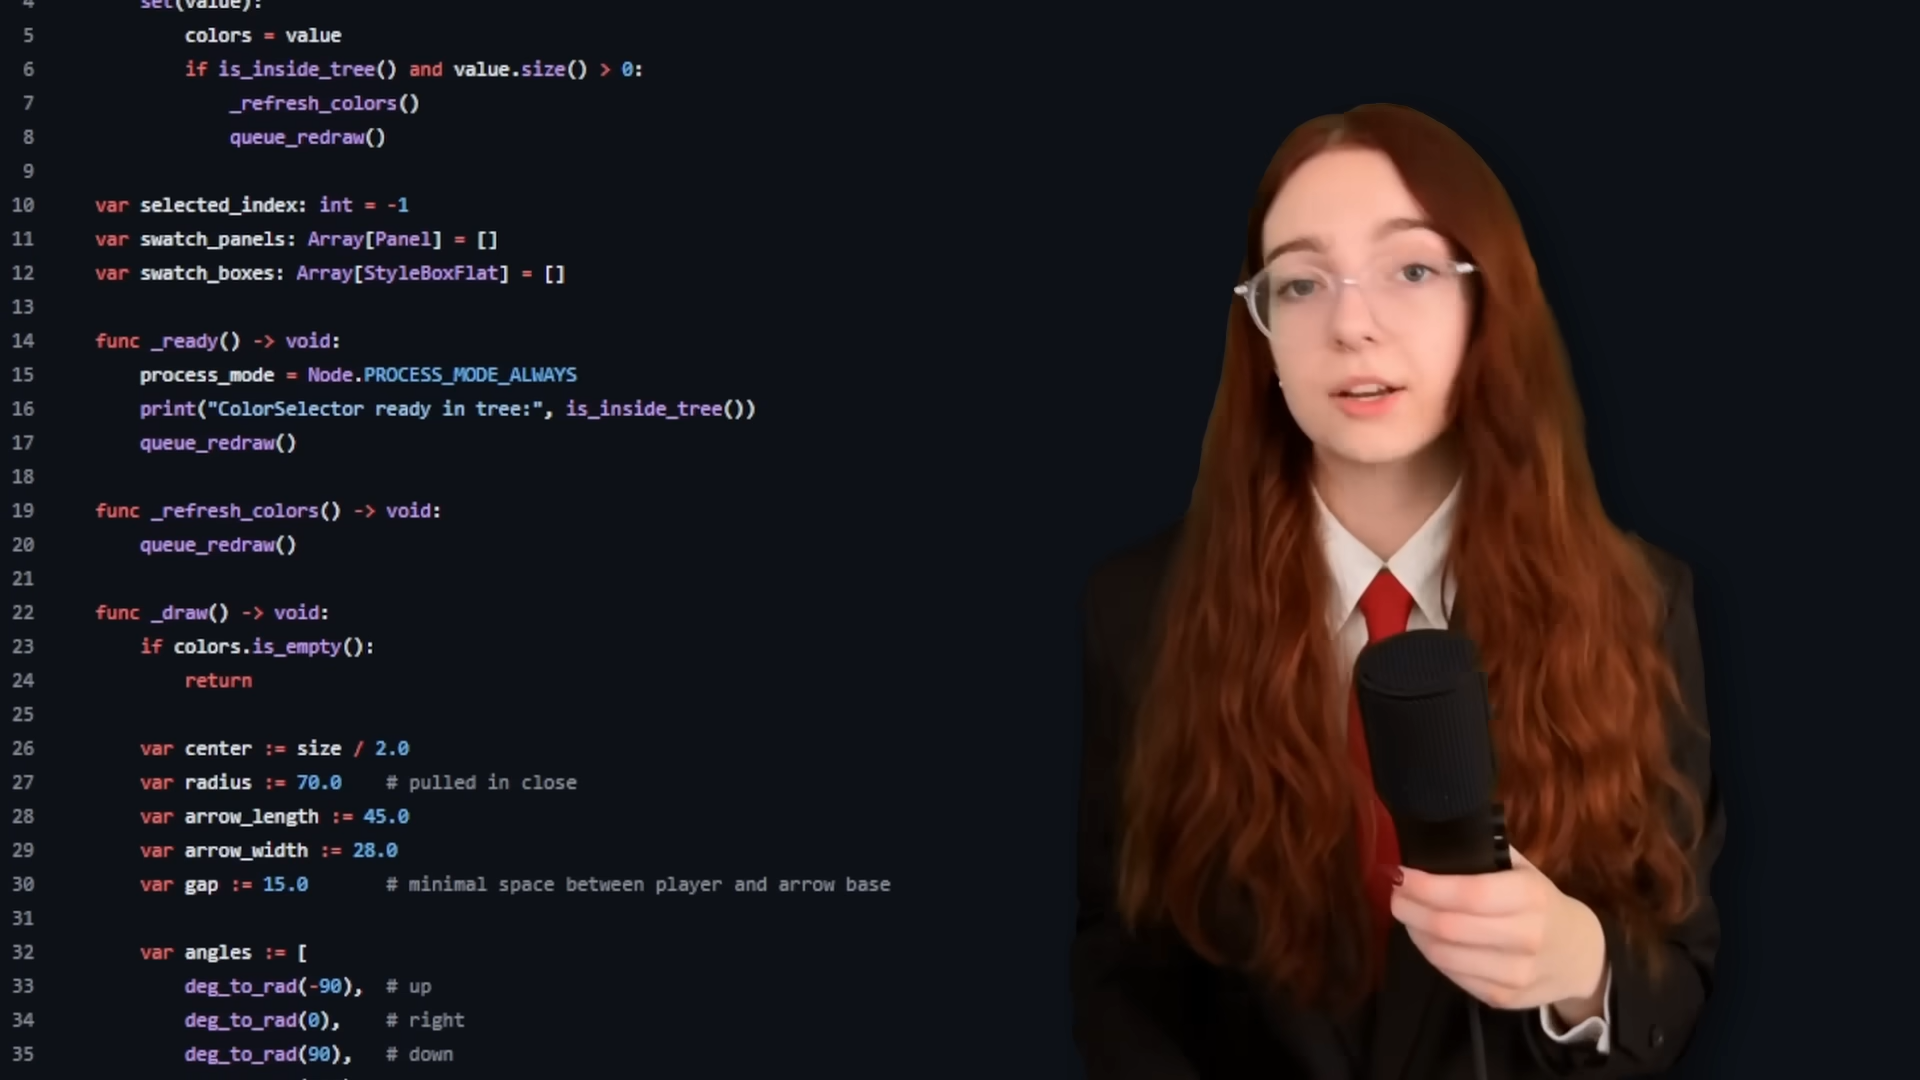 4 set(value):
5 colors = value
6 if is_inside_tree() and value.size() > 0:
7 _refresh_colors()
8 queue_redraw()
9
10 var selected_index: int = -1
11 var swatch_panels: Array[Panel] = []
12 var swatch_boxes: Array[StyleBoxFlat] = []
13
14 func _ready() -> void:
15 process_mode = Node.PROCESS_MODE_ALWAYS
16 print("ColorSelector ready in tree:", is_inside_tree())
17 queue_redraw()
18
19 func _refresh_colors() -> void:
20 queue_redraw()
21
22 func _draw() -> void:
23 if colors.is_empty():
24 return
25
26 var center := size / 2.0
27 var radius := 70.0 # pulled in close
28 var arrow_length := 45.0
29 var arrow_width := 28.0
30 var gap := 15.0 # minimal space between player and arrow base
31
32 var angles := [
33 deg_to_rad(-90), # up
34 deg_to_rad(0), # right
35 deg_to_rad(90), # down